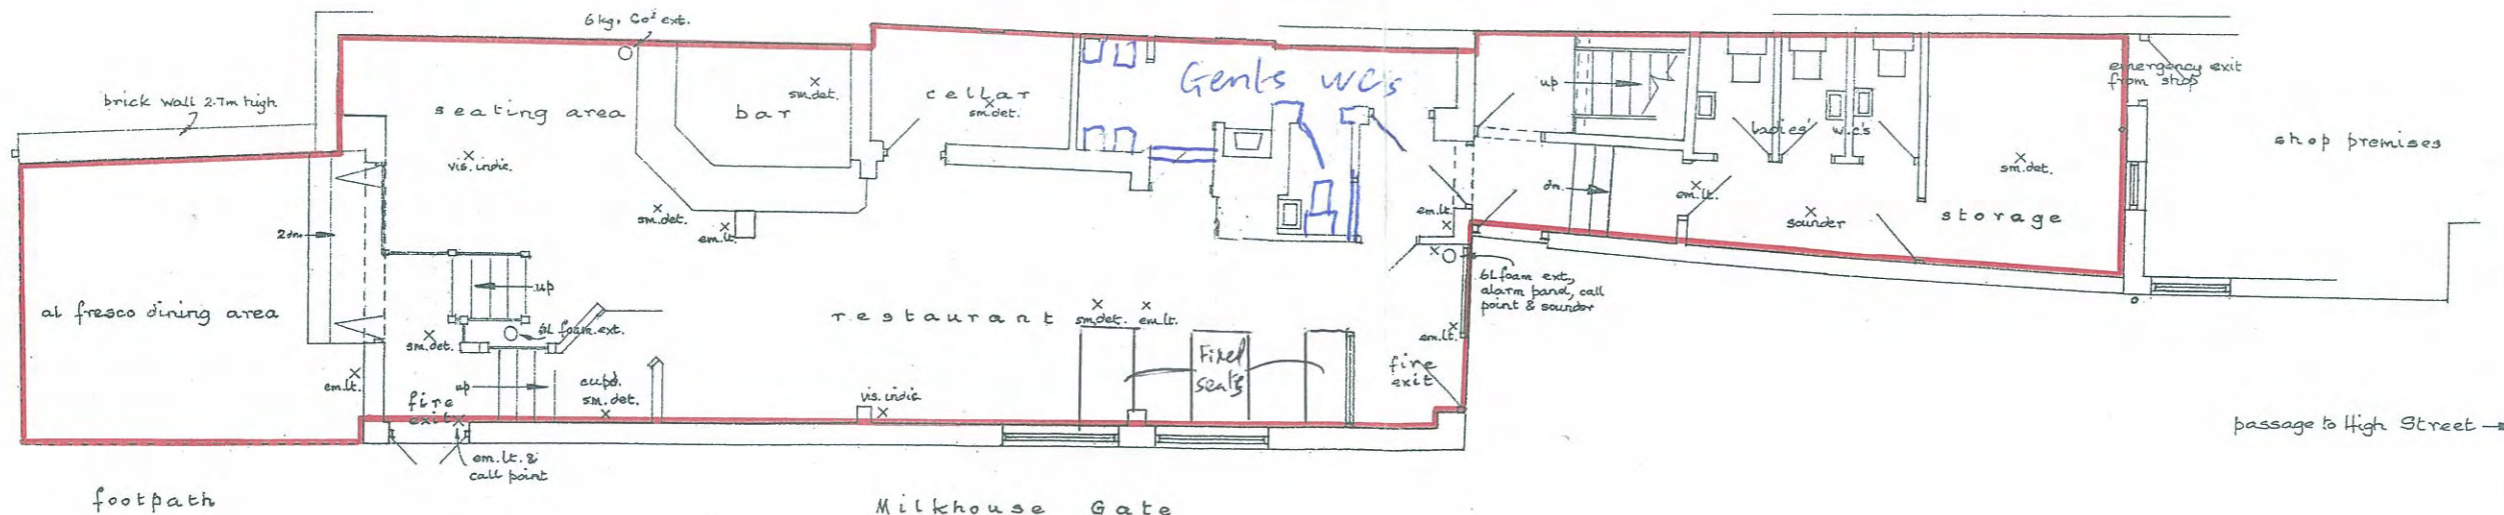 6kg. Co² ext.
brick wall 2.7m high
seating area
bar
sm.det.
cellar
sm.det.
Gents WCs
up
ladies' w.c's
emergency exit
from shop
shop premises
vis. indic.
sm.det.
em.lt.
em.lt.
dn.
em.lt.
sounder
storage
sm.det.
2dn.
al fresco dining area
up
6L foam ext.
sm.det.
em.lt.
restaurant
sm.det.
em.lt.
6L foam ext,
alarm panel, call
point & sounder
em.lt.
Fixed
seats
fire
exit
up
cupd.
sm.det.
vis. indic.
fire
exit
em.lt. &
call point
passage to High Street
footpath
Milkhouse Gate